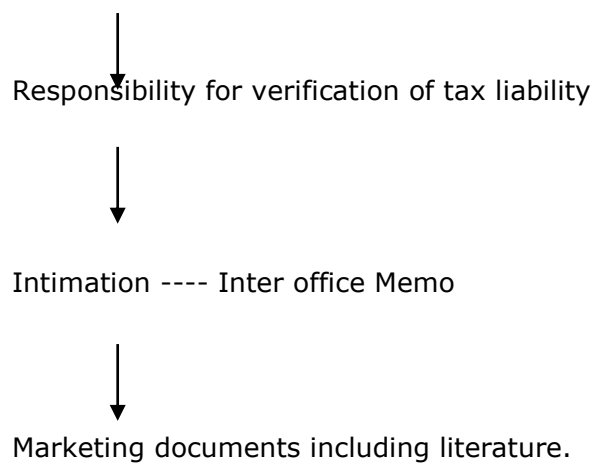 Responsibility for verification of tax liability
Intimation ---- Inter office Memo
Marketing documents including literature.